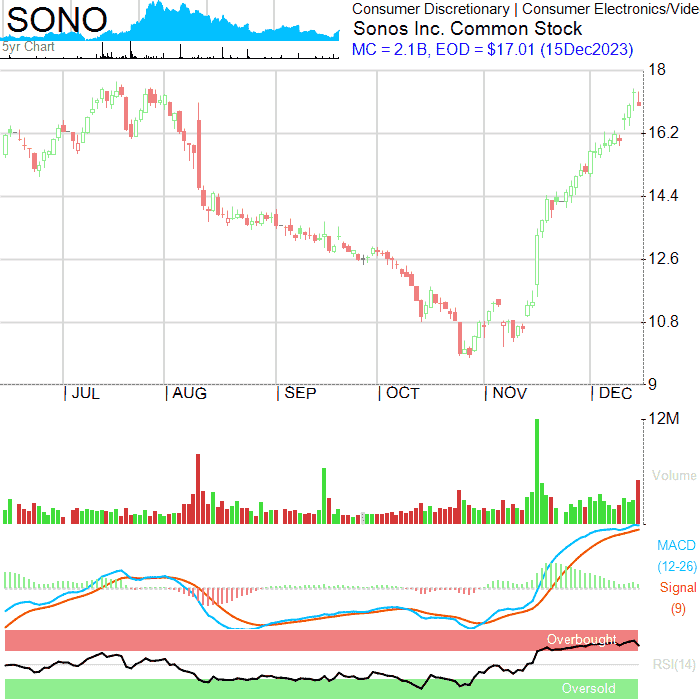 SONO
Consumer Discretionary | Consumer Electronics/Vide
Sonos Inc. Common Stock
MC = 2.1B, EOD = $17.01 (15Dec2023)
5yr Chart
18
16.2
14.4
12.6
10.8
9
JUL AUG SEP OCT NOV DEC
12M
Volume
MACD
(12-26)
Signal
(9)
Overbought
RSI(14)
Oversold